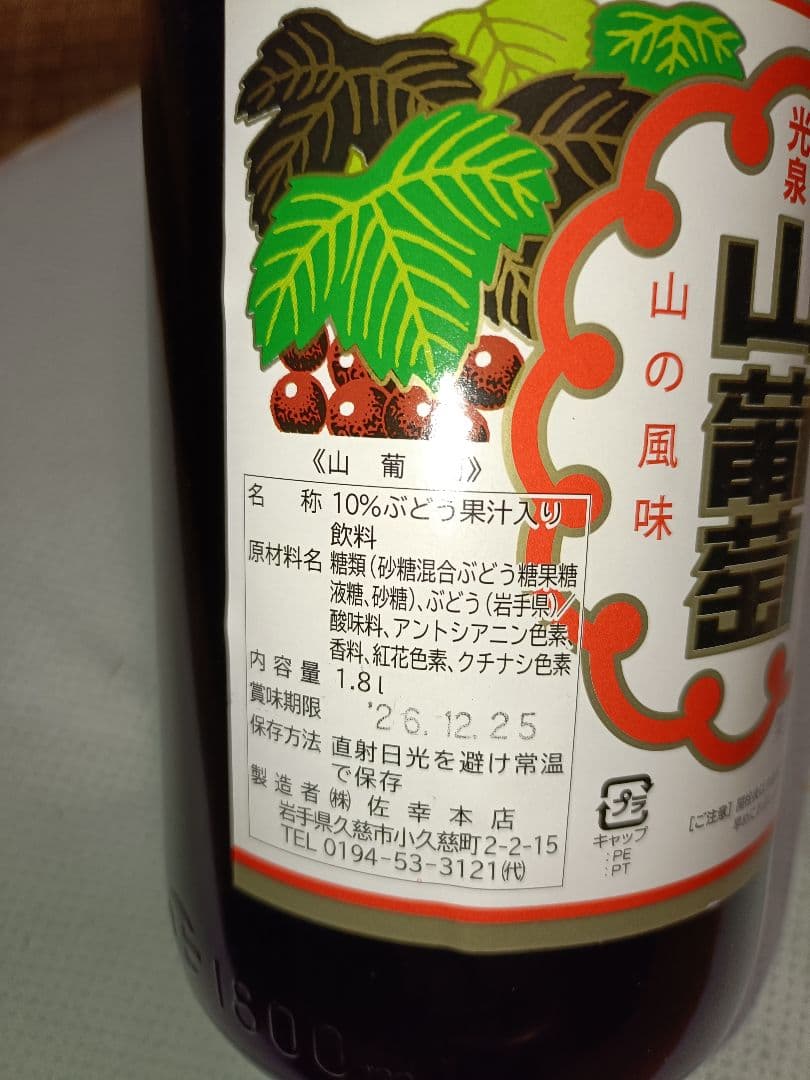 光泉
山葡萄
山の風味
《山葡 》
名称 10%ぶどう果汁入り
飲料
原材料名 糖類(砂糖混合ぶどう糖果糖
液糖、砂糖)、ぶどう(岩手県)/
酸味料、アントシアニン色素、
香料、紅花色素、クチナシ色素
内容量 1.8l
賞味期限 '26.12.25
保存方法 直射日光を避け常温
で保存
製造者 ㈱佐幸本店
岩手県久慈市小久慈町2-2-15
TEL 0194-53-3121㈹
プラ
キャップ
:PE
:PT
[ご注意]
1800m